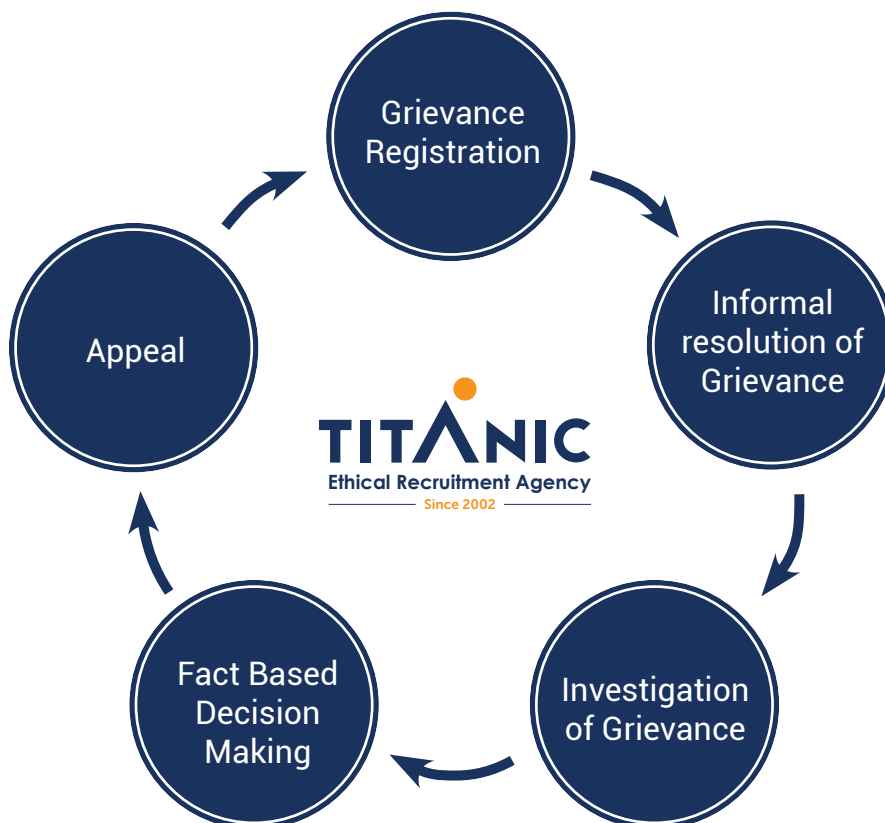 Grievance
Registration
Informal
resolution of
Grievance
Investigation
of Grievance
Fact Based
Decision
Making
Appeal
TITANIC
Ethical Recruitment Agency
Since 2002